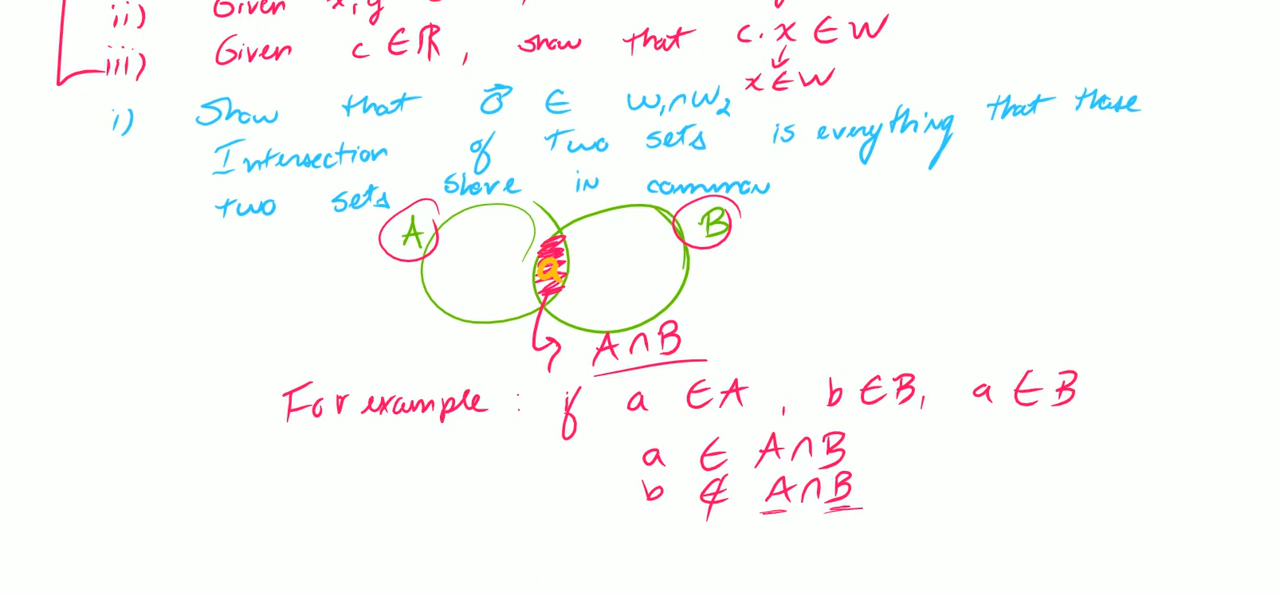 ii) Given x, y
iii) Given c ∈ ℝ, show that c · x ∈ W
x ∈ W
i) Show that 0⃗ ∈ W₁∩W₂
Intersection of two sets is everything that these
two sets share in common
A B
a
A∩B
For example : if a ∈ A , b ∈ B, a ∈ B
a ∈ A∩B
b ∉ A∩B